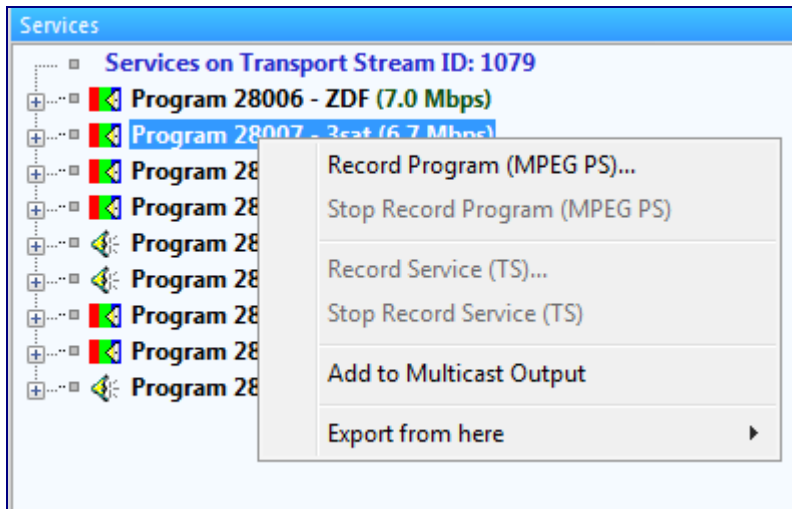 Services
Services on Transport Stream ID: 1079
Program 28006 - ZDF (7.0 Mbps)
Program 28007 - 3sat (6.7 Mbps)
Program 28
Program 28
Program 28
Program 28
Program 28
Program 28
Program 28
Record Program (MPEG PS)...
Stop Record Program (MPEG PS)
Record Service (TS)...
Stop Record Service (TS)
Add to Multicast Output
Export from here